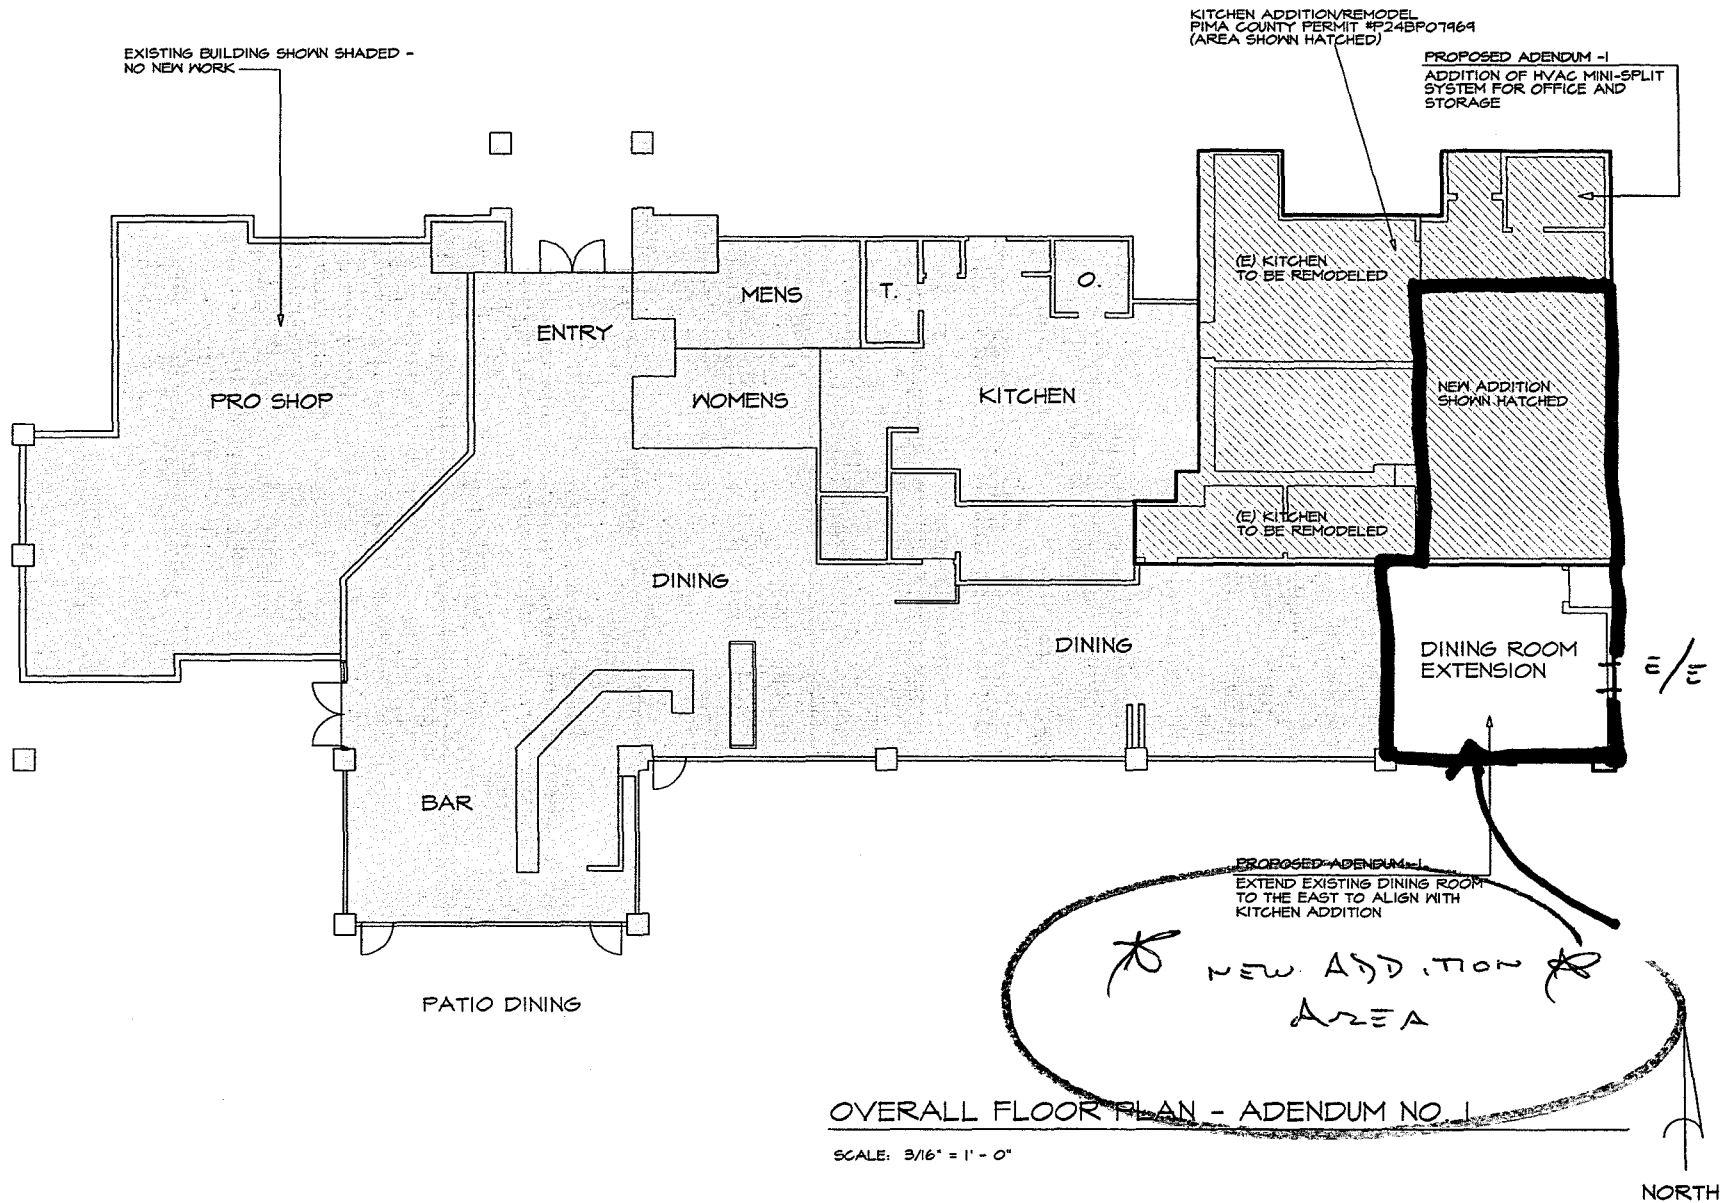 KITCHEN ADDITION/REMODEL
PIMA COUNTY PERMIT #P24BP07969
(AREA SHOWN HATCHED)
EXISTING BUILDING SHOWN SHADED -
NO NEW WORK
PROPOSED ADENDUM -1
ADDITION OF HVAC MINI-SPLIT
SYSTEM FOR OFFICE AND
STORAGE
(E) KITCHEN
TO BE REMODELED
MENS
T.
O.
ENTRY
PRO SHOP
WOMENS
KITCHEN
NEW ADDITION
SHOWN HATCHED
(E) KITCHEN
TO BE REMODELED
DINING
DINING
DINING ROOM
EXTENSION
E/E
BAR
PROPOSED ADENDUM-1
EXTEND EXISTING DINING ROOM
TO THE EAST TO ALIGN WITH
KITCHEN ADDITION
NEW ADDITION
AREA
PATIO DINING
OVERALL FLOOR PLAN - ADENDUM NO. 1
SCALE: 3/16" = 1' - 0"
NORTH